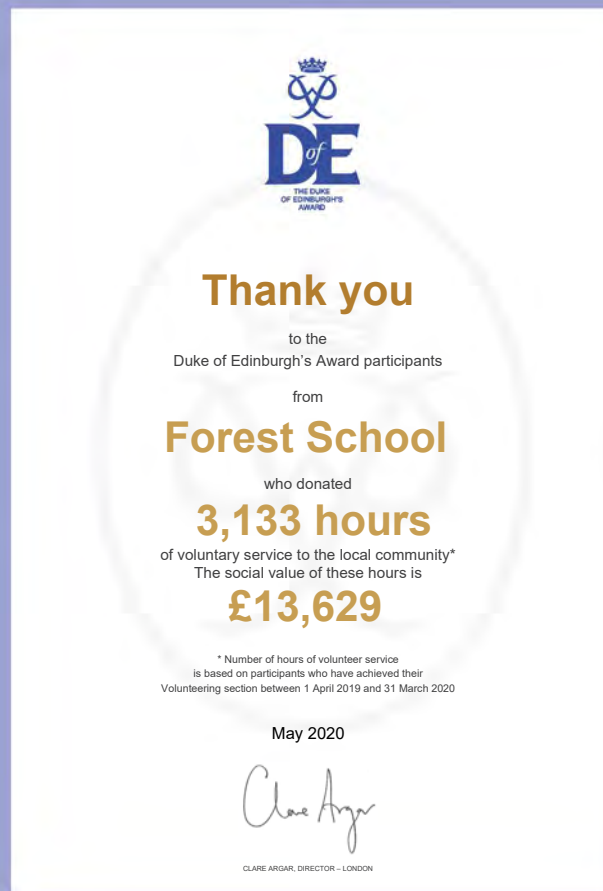 DofE
THE DUKE
OF EDINBURGH'S
AWARD
Thank you
to the
Duke of Edinburgh's Award participants
from
Forest School
who donated
3,133 hours
of voluntary service to the local community*
The social value of these hours is
£13,629
* Number of hours of volunteer service
is based on participants who have achieved their
Volunteering section between 1 April 2019 and 31 March 2020
May 2020
Clare Argar
CLARE ARGAR, DIRECTOR – LONDON